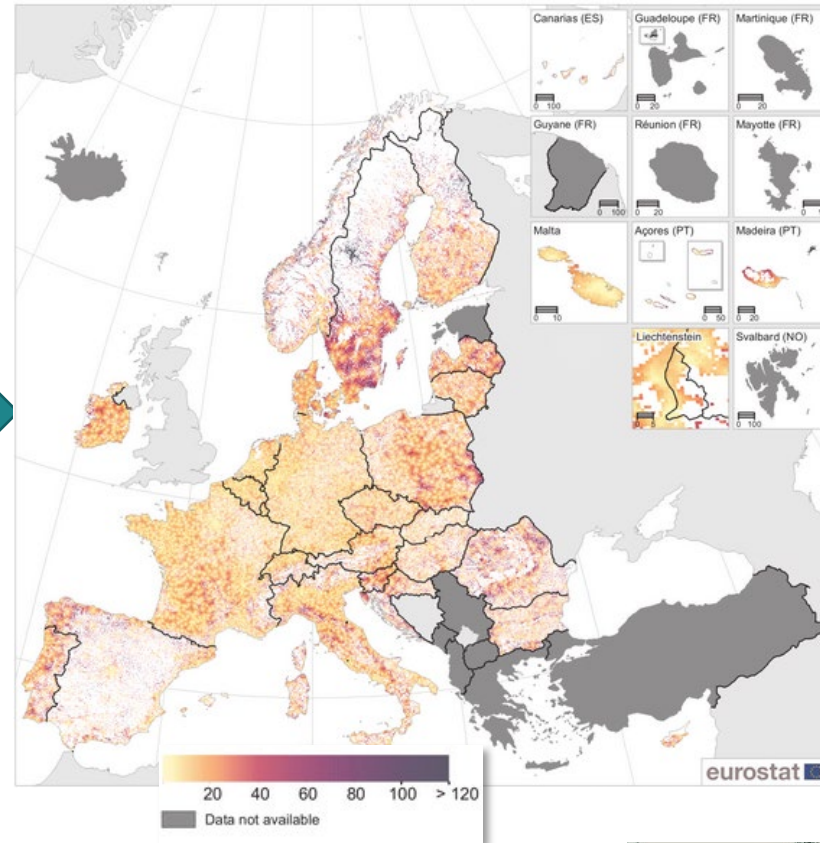 Canarias (ES)
0 100
Guadeloupe (FR)
0 20
Martinique (FR)
0 20
Guyane (FR)
0 100
Réunion (FR)
0 20
Mayotte (FR)
0
Malta
0 10
Açores (PT)
0 50
Madeira (PT)
0 20
Liechtenstein
0 5
Svalbard (NO)
0 100
eurostat
20 40 60 80 100 > 120
Data not available